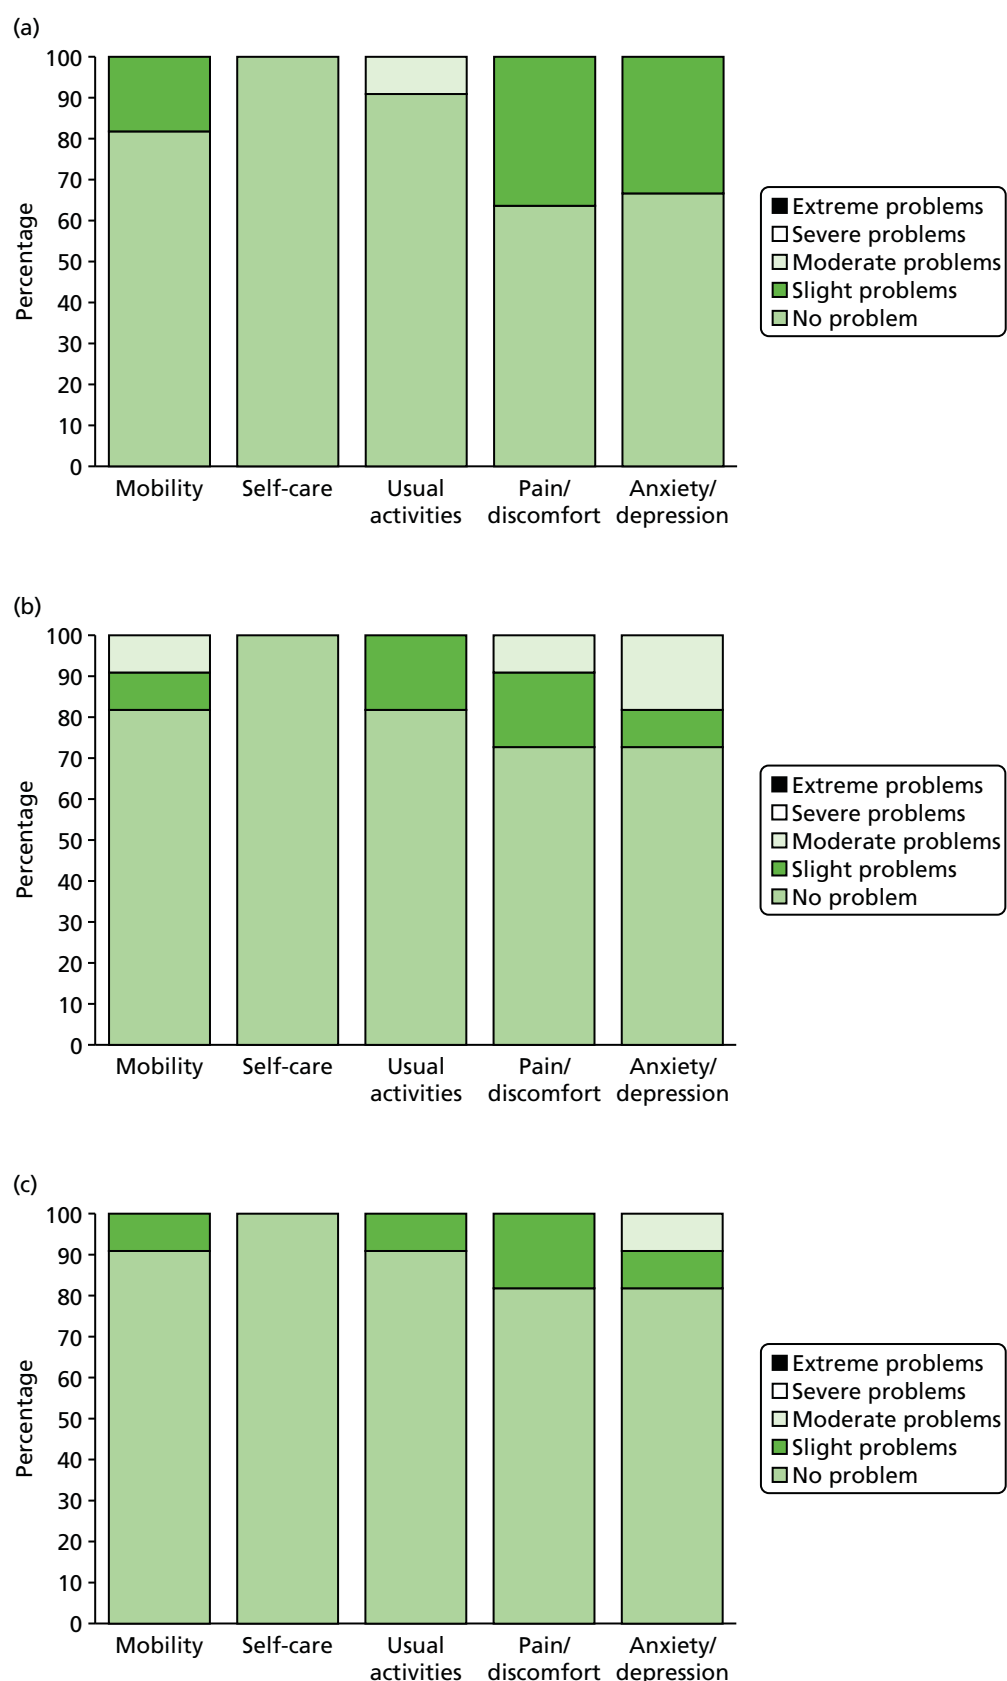 (a)
100
90
80
70
60
50
40
30
20
10
0
Percentage
Mobility
Self-care
Usual
activities
Pain/
discomfort
Anxiety/
depression
Extreme problems
Severe problems
Moderate problems
Slight problems
No problem
(b)
100
90
80
70
60
50
40
30
20
10
0
Percentage
Mobility
Self-care
Usual
activities
Pain/
discomfort
Anxiety/
depression
Extreme problems
Severe problems
Moderate problems
Slight problems
No problem
(c)
100
90
80
70
60
50
40
30
20
10
0
Percentage
Mobility
Self-care
Usual
activities
Pain/
discomfort
Anxiety/
depression
Extreme problems
Severe problems
Moderate problems
Slight problems
No problem